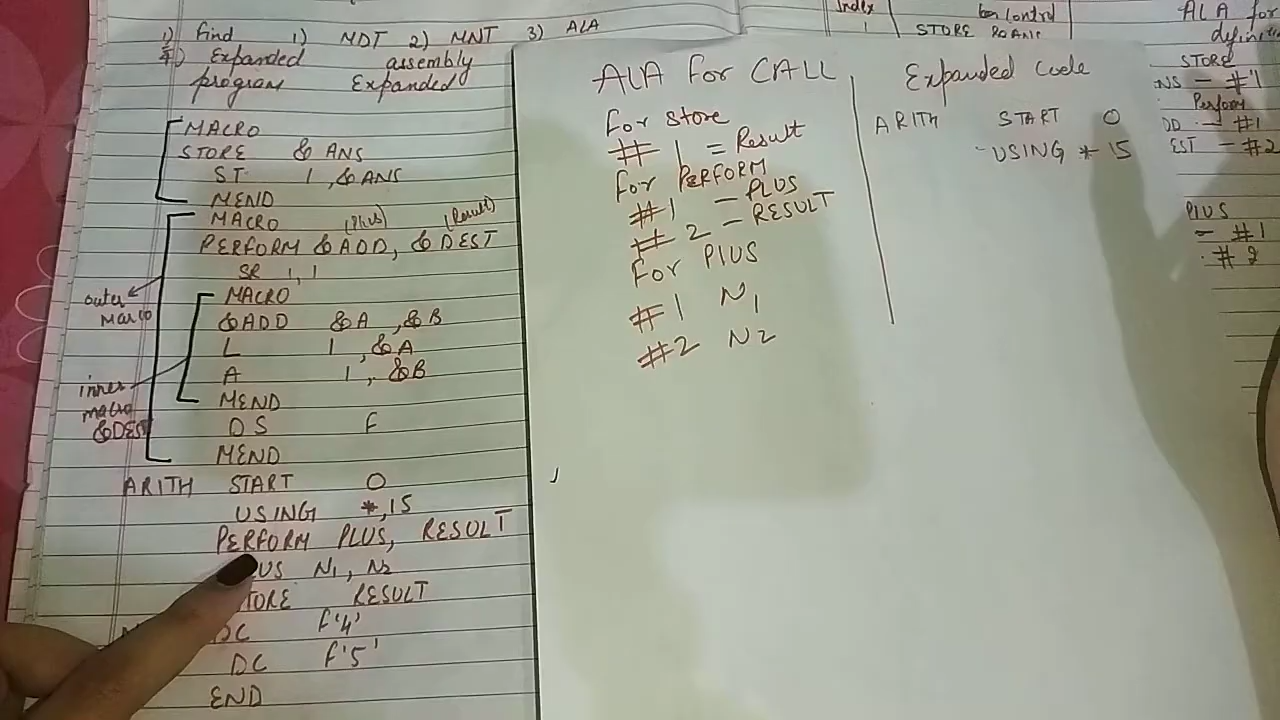 1) find 1) MDT 2) MNT 3) ALA
4) Expanded assembly
program Expanded
MACRO
STORE &ANS
ST 1, &ANS
MEND
MACRO (Plus) (Result)
PERFORM &ADD, &DEST
SR 1,1
MACRO
&ADD &A, &B
L 1, &A
A 1, &B
MEND
DS F
MEND
outer
Marco
inner
macro
&DEST
ARITH START 0
USING *,15
PERFORM PLUS, RESULT
US N1, N2
TORE RESULT
DC F'4'
DC F'5'
END
ALA For CALL
For store
# 1 = Result
For PERFORM
#1 - PLUS
# 2 - RESULT
For PLUS
#1 N1
#2 N2
Expanded Code
ARITH START 0
- USING * 15
Index
1 STORE
ALA for
STORE
NS - #1
Perform
DD - #1
EST - #2
PLUS
- #1
- #2